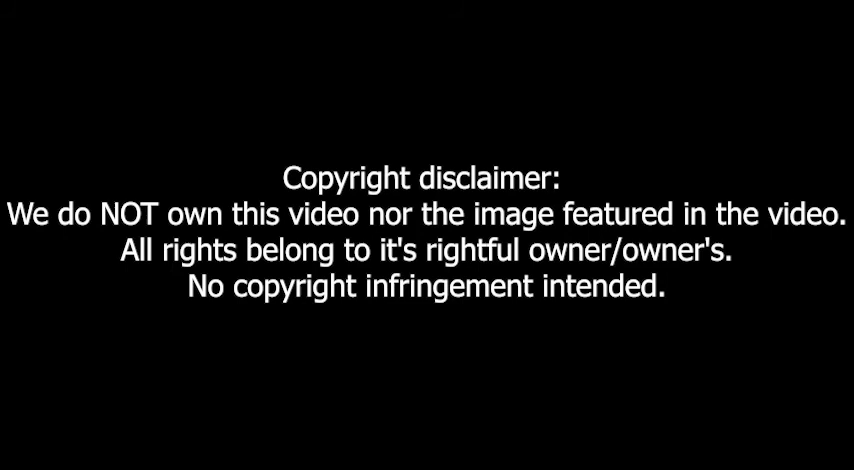 Copyright disclaimer:
We do NOT own this video nor the image featured in the video.
All rights belong to it's rightful owner/owner's.
No copyright infringement intended.